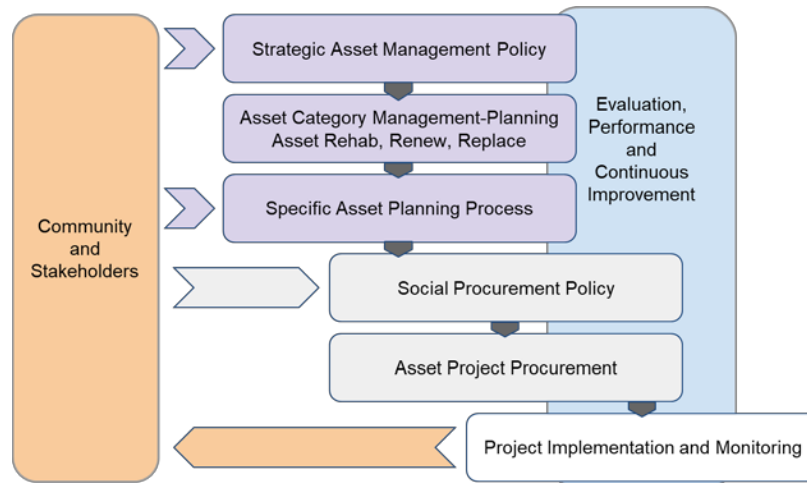 Strategic Asset Management Policy
Asset Category Management-Planning
Asset Rehab, Renew, Replace
Specific Asset Planning Process
Community
and
Stakeholders
Evaluation,
Performance
and
Continuous
Improvement
Social Procurement Policy
Asset Project Procurement
Project Implementation and Monitoring